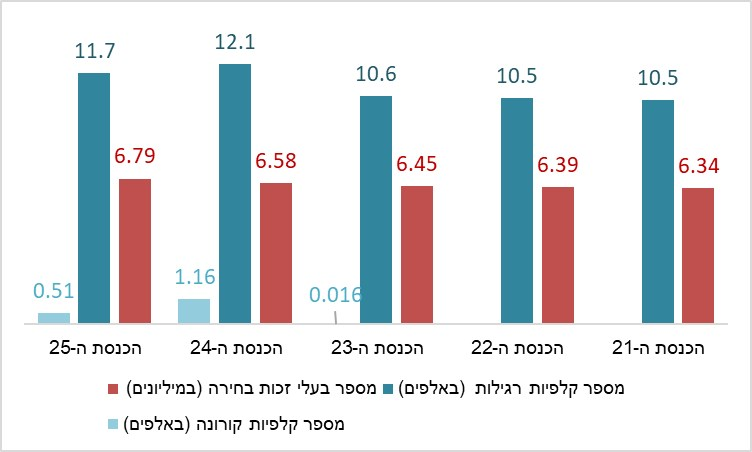 12.1
11.7
10.6
10.5
10.5
6.79
6.58
6.45
6.39
6.34
1.16
0.51
0.016
הכנסת ה-21
הכנסת ה-22
הכנסת ה-23
הכנסת ה-24
הכנסת ה-25
מספר קלפיות רגילות (באלפים)
מספר בעלי זכות בחירה (במיליונים)
מספר קלפיות קורונה (באלפים)